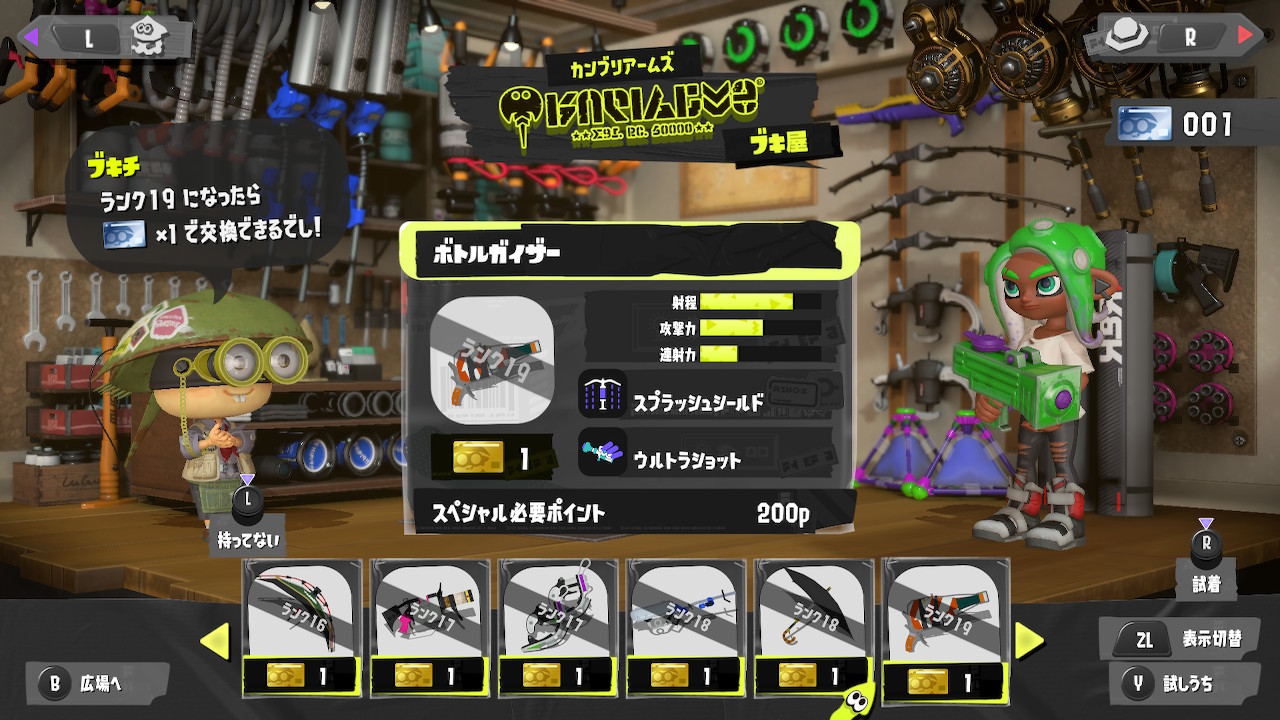 L
R
カンブリアームズ
ブキ屋
001
ブキチ
ランク19 になったら
×1 で交換できるでし!
ボトルガイザー
射程
攻撃力
連射力
ランク19
スプラッシュシールド
1
ウルトラショット
スペシャル必要ポイント
200p
L
持ってない
R
試着
ランク16
ランク17
ランク17
ランク18
ランク18
ランク19
1
1
1
1
1
1
ZL 表示切替
B 広場へ
Y 試しうち